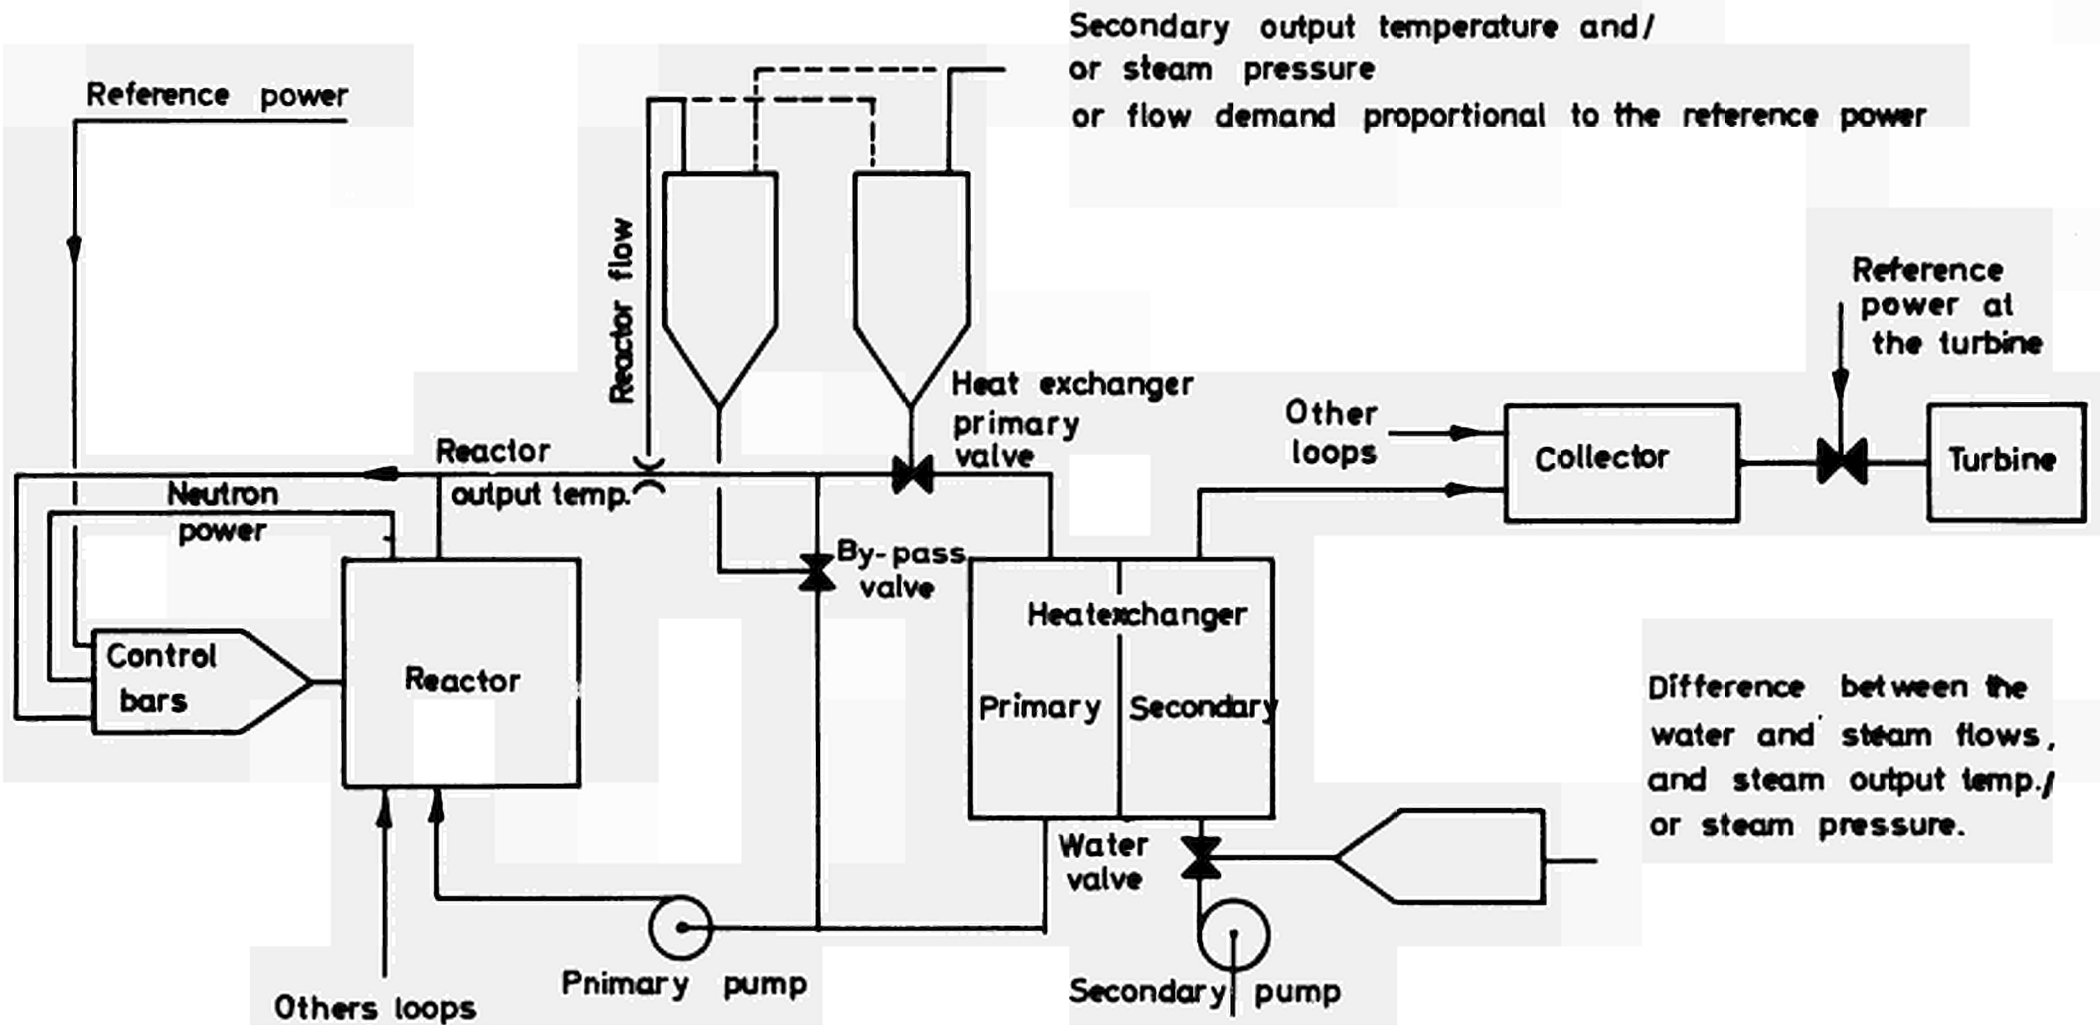 Secondary output temperature and/
or steam pressure
or flow demand proportional to the reference power
Reference power
Reactor flow
Reference
power at
the turbine
Heat exchanger
primary
valve
Other
loops
Collector
Turbine
Reactor
output temp.
Neutron
power
By-pass
valve
Heatexchanger
Control
bars
Reactor
Primary
Secondary
Difference between the
water and steam flows,
and steam output temp./
or steam pressure.
Water
valve
Pnimary pump
Secondary pump
Others loops